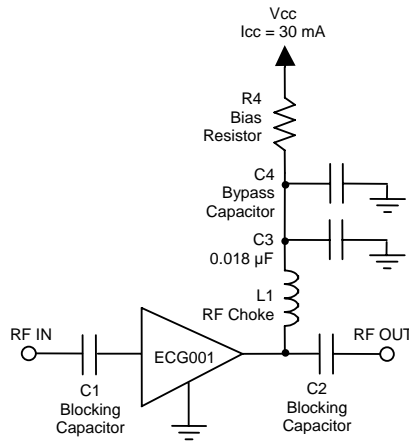 Vcc
Icc = 30 mA
R4
Bias
Resistor
C4
Bypass
Capacitor
C3
0.018 µF
L1
RF Choke
RF IN
ECG001
RF OUT
C1
Blocking
Capacitor
C2
Blocking
Capacitor